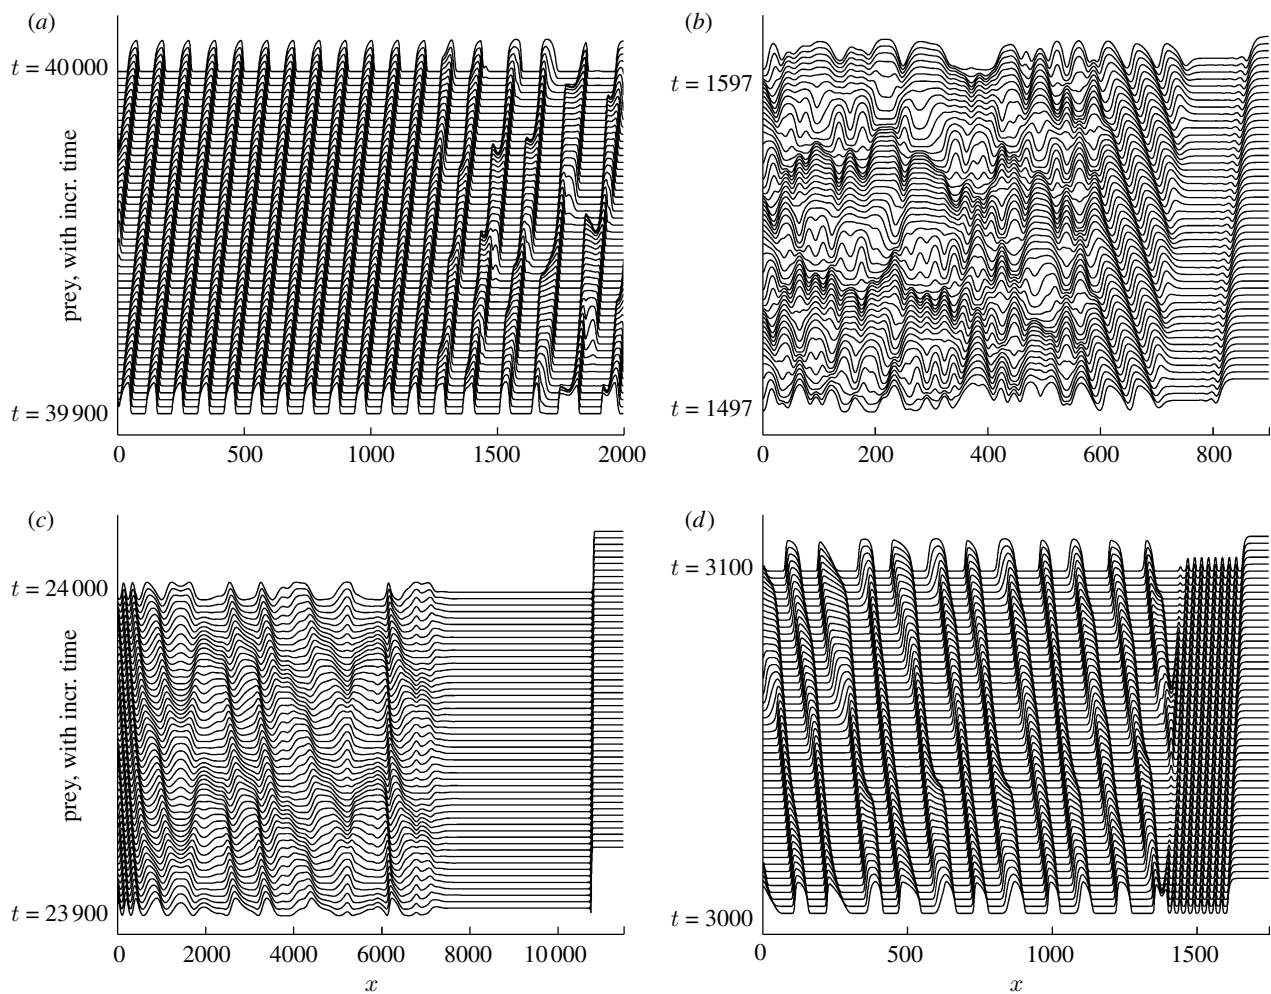 (a)
t = 40 000
prey, with incr. time
t = 39 900
0 500 1000 1500 2000
(b)
t = 1597
t = 1497
0 200 400 600 800
(c)
t = 24 000
prey, with incr. time
t = 23 900
0 2000 4000 6000 8000 10 000
x
(d)
t = 3100
t = 3000
0 500 1000 1500
x